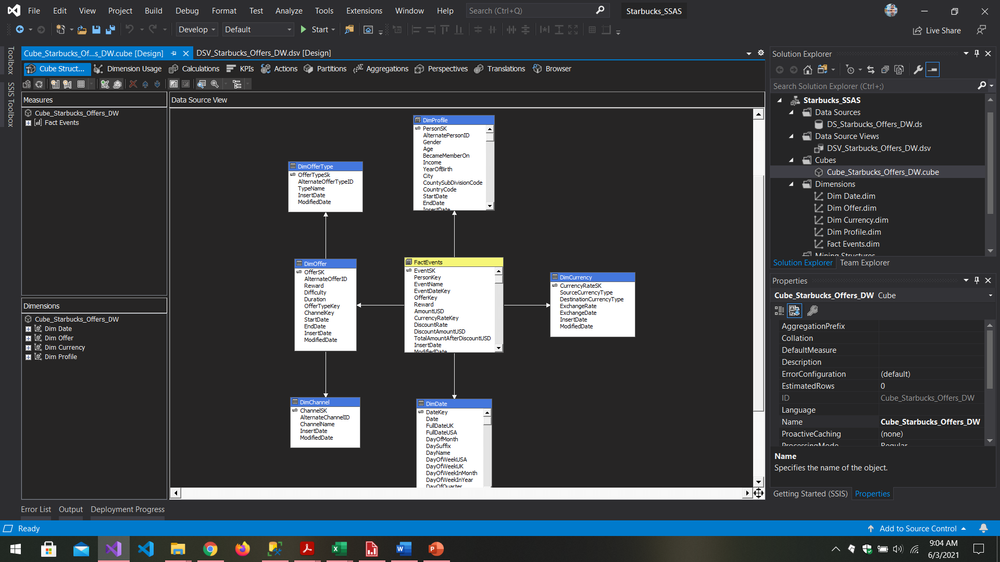 File Edit View Project Build Debug Format Test Analyze Tools Extensions Window Help Search (Ctrl+Q) Starbucks_SSAS
Develop Default Start Live Share
Toolbox
SSIS Toolbox
Cube_Starbucks_Of...s_DW.cube [Design] DSV_Starbucks_Offers_DW.dsv [Design]
Cube Struct... Dimension Usage Calculations KPIs Actions Partitions Aggregations Perspectives Translations Browser
Measures
Cube_Starbucks_Offers_DW
Fact Events
Dimensions
Cube_Starbucks_Offers_DW
Dim Date
Dim Offer
Dim Currency
Dim Profile
Data Source View
DimProfile
PersonSK
AlternatePersonID
Gender
Age
BecameMemberOn
Income
YearOfBirth
City
CountySubDivisionCode
CountryCode
StartDate
EndDate
InsertDate
DimOfferType
OfferTypeSk
AlternateOfferTypeID
TypeName
InsertDate
ModifiedDate
DimOffer
OfferSK
AlternateOfferID
Reward
Difficulty
Duration
OfferTypeKey
ChannelKey
StartDate
EndDate
InsertDate
ModifiedDate
FactEvents
EventSK
PersonKey
EventName
EventDateKey
OfferKey
Reward
AmountUSD
CurrencyRateKey
DiscountRate
DiscountAmountUSD
TotalAmountAfterDiscountUSD
InsertDate
ModifiedDate
DimCurrency
CurrencyRateSK
SourceCurrencyType
DestinationCurrencyType
ExchangeRate
ExchangeDate
InsertDate
ModifiedDate
DimChannel
ChannelSK
AlternateChannelID
ChannelName
InsertDate
ModifiedDate
DimDate
DateKey
Date
FullDateUK
FullDateUSA
DayOfMonth
DaySuffix
DayName
DayOfWeekUSA
DayOfWeekUK
DayOfWeekInMonth
DayOfWeekInYear
DayOfQuarter
Solution Explorer
Search Solution Explorer (Ctrl+;)
Starbucks_SSAS
Data Sources
DS_Starbucks_Offers_DW.ds
Data Source Views
DSV_Starbucks_Offers_DW.dsv
Cubes
Cube_Starbucks_Offers_DW.cube
Dimensions
Dim Date.dim
Dim Offer.dim
Dim Currency.dim
Dim Profile.dim
Fact Events.dim
Mining Structures
Solution Explorer Team Explorer
Properties
Cube_Starbucks_Offers_DW Cube
AggregationPrefix
Collation
DefaultMeasure
Description
ErrorConfiguration (default)
EstimatedRows 0
ID Cube_Starbucks_Offers_DW
Language
Name Cube_Starbucks_Offers_DW
ProactiveCaching (none)
ProcessingMode Regular
Name
Specifies the name of the object.
Getting Started (SSIS) Properties
Error List Output Deployment Progress
Ready Add to Source Control
9:04 AM
6/3/2021